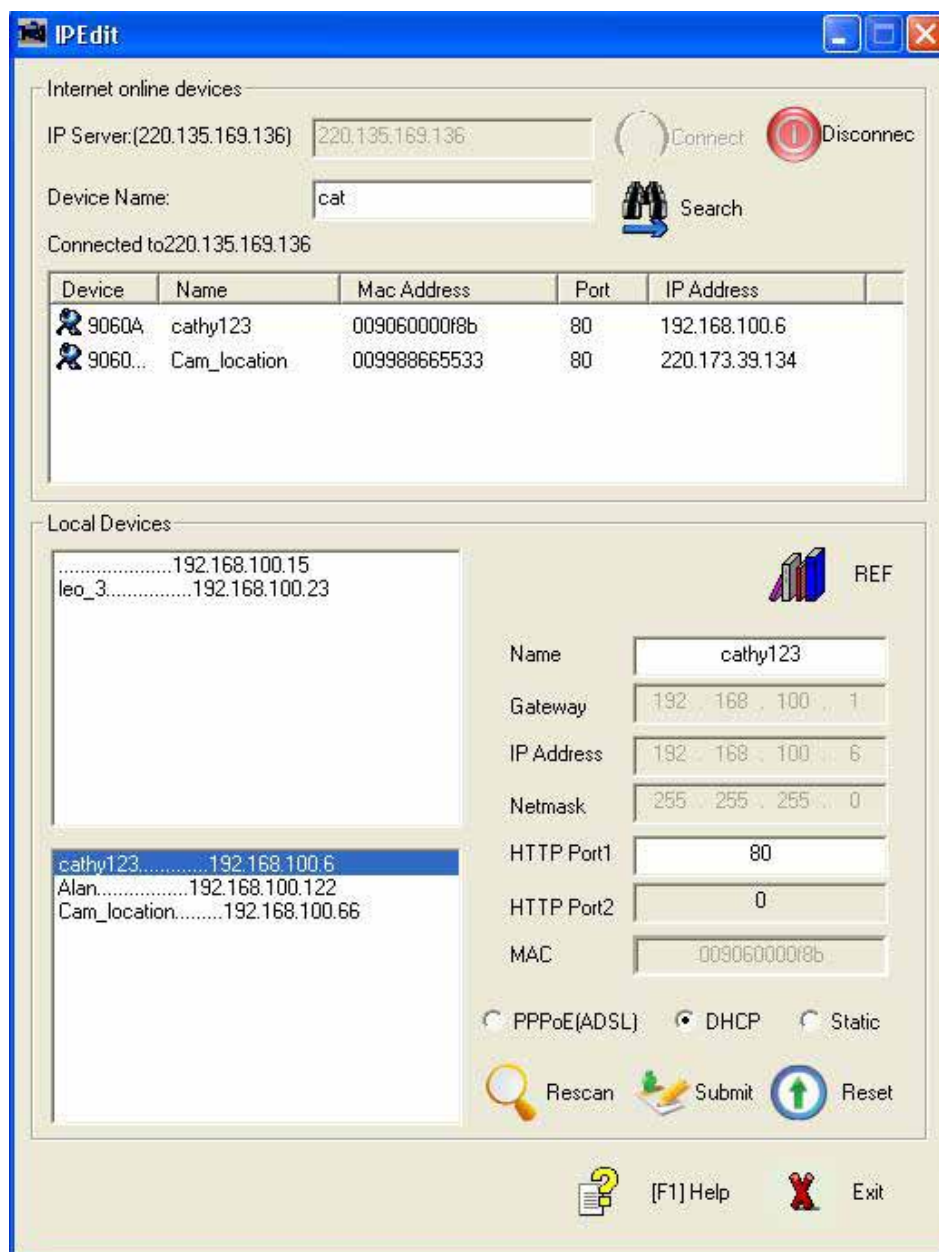 IPEdit
Internet online devices
IP Server:(220.135.169.136) 220.135.169.136 Connect Disconnec
Device Name: cat Search
Connected to220.135.169.136
Device Name Mac Address Port IP Address
9060A cathy123 009060000f8b 80 192.168.100.6
9060... Cam_location 009988665533 80 220.173.39.134
Local Devices
......................192.168.100.15
leo_3................192.168.100.23
REF
Name cathy123
Gateway 192 . 168 . 100 . 1
IP Address 192 . 168 . 100 . 6
Netmask 255 . 255 . 255 . 0
HTTP Port1 80
HTTP Port2 0
MAC 009060000f8b
cathy123.............192.168.100.6
Alan.................192.168.100.122
Cam_location.........192.168.100.66
PPPoE(ADSL) DHCP Static
Rescan Submit Reset
[F1] Help Exit